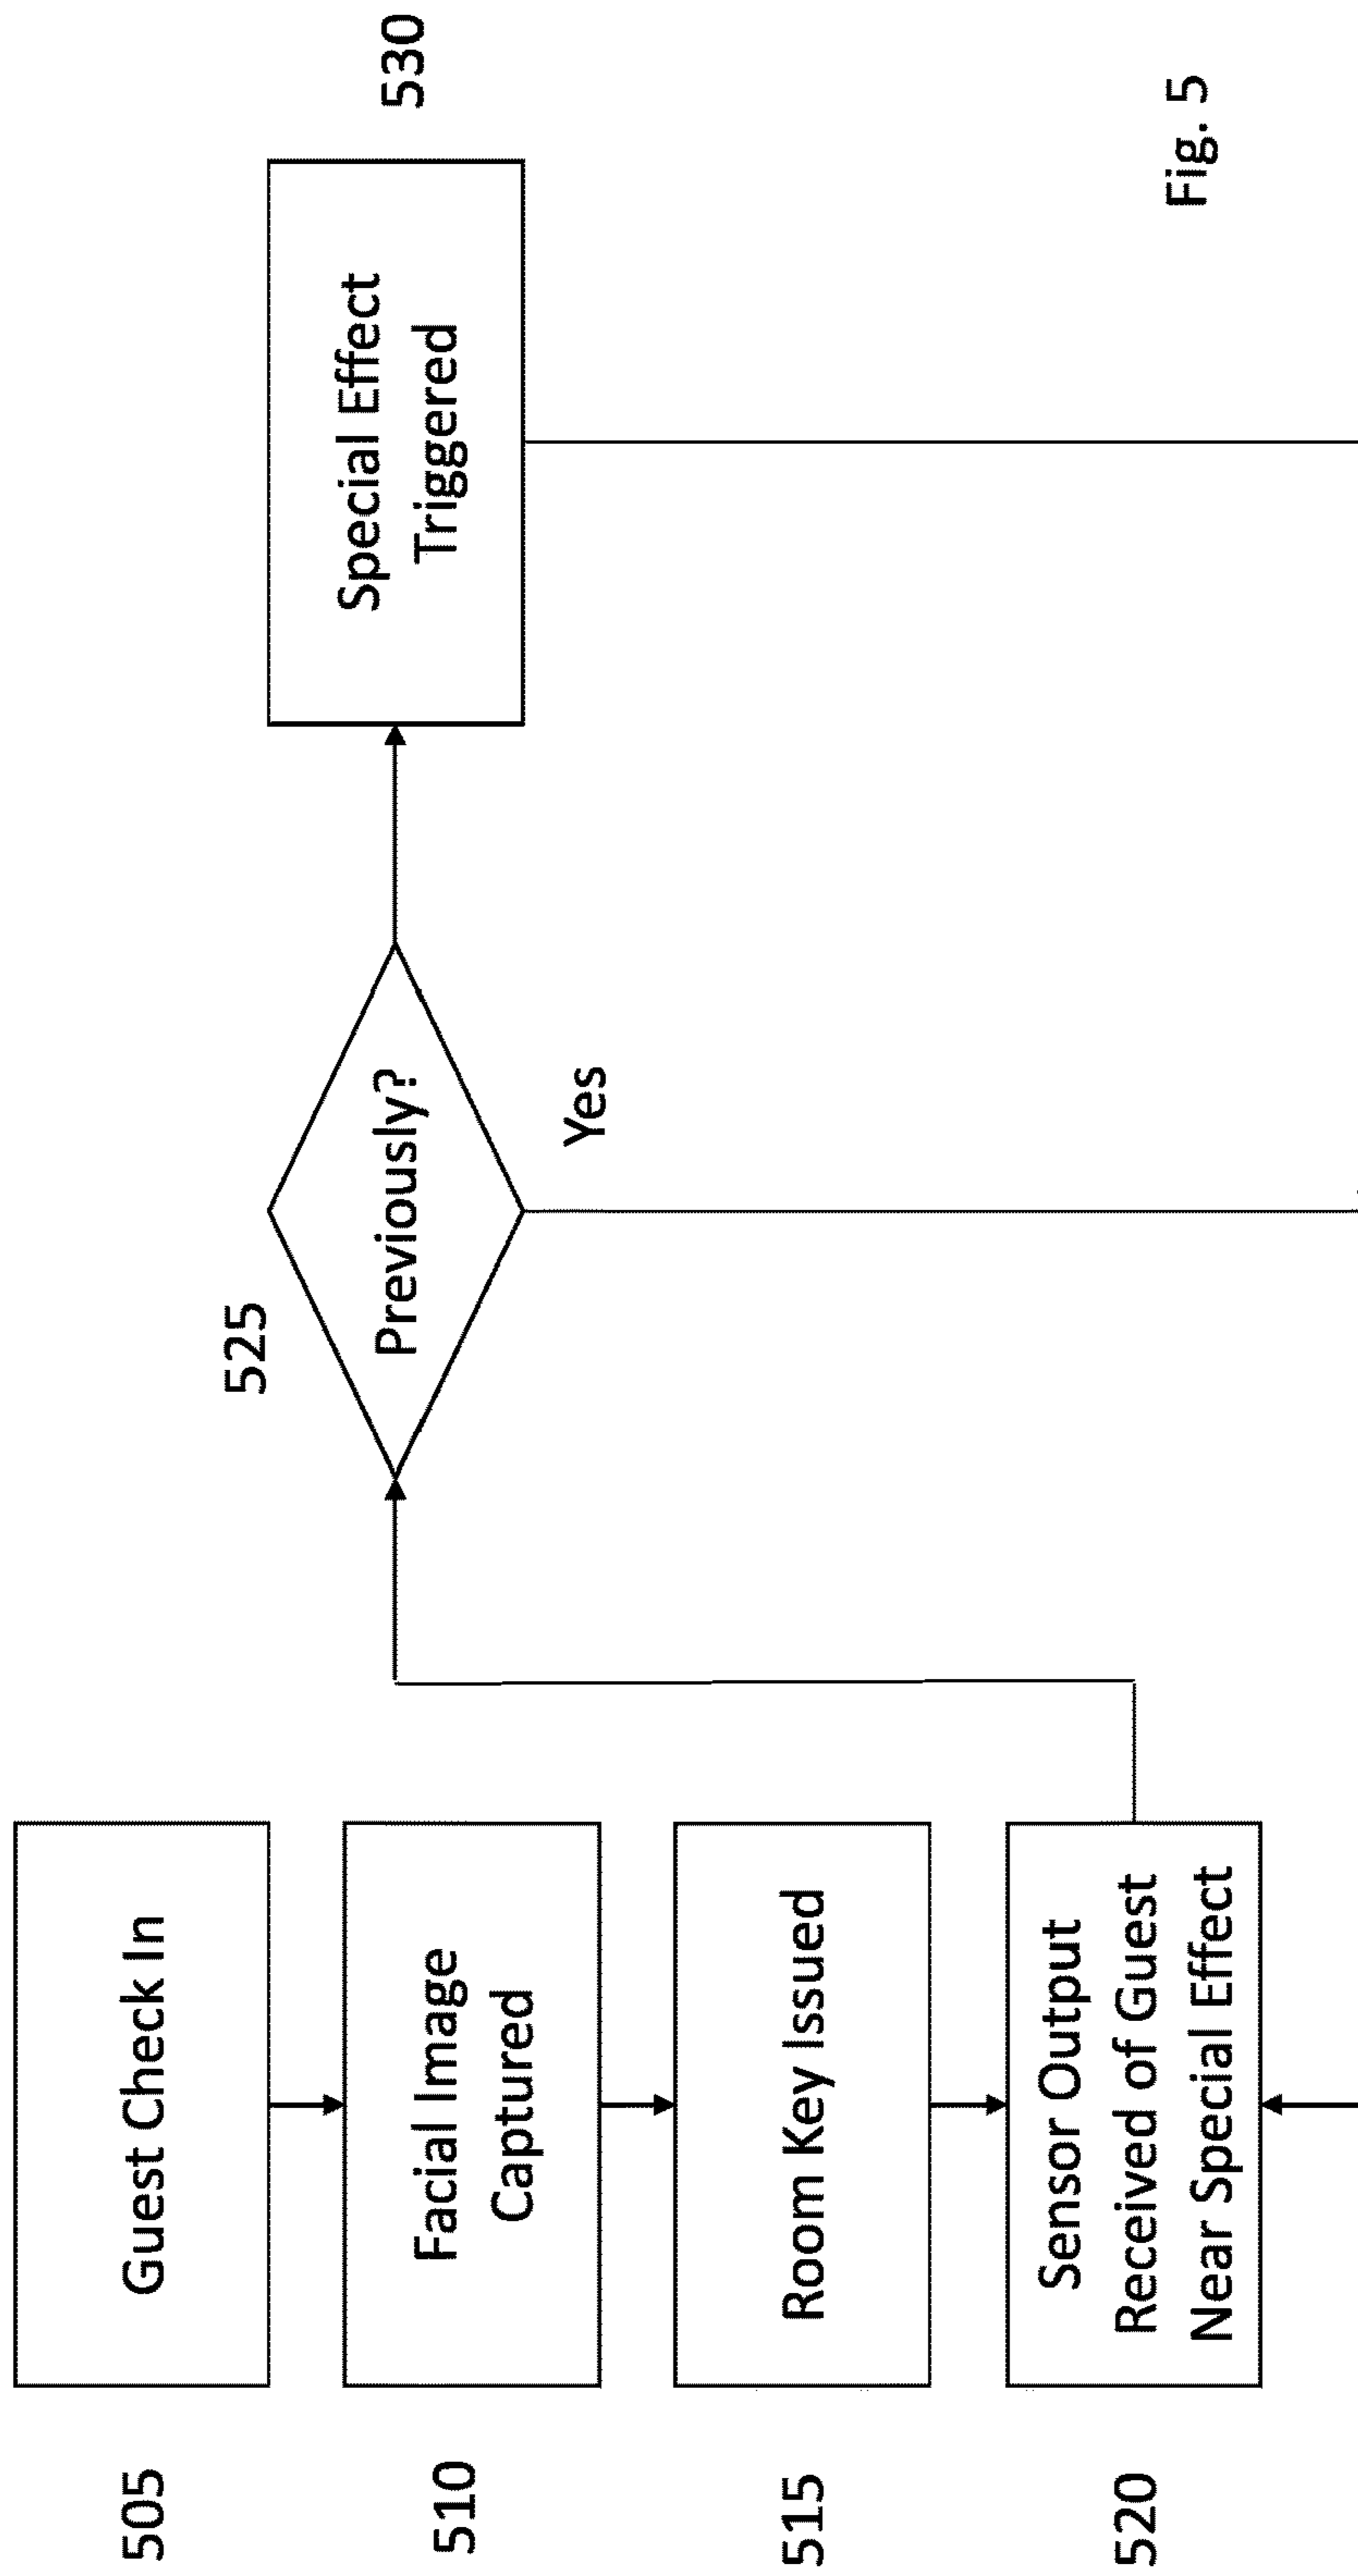 505
Guest Check In
510
Facial Image
Captured
515
Room Key Issued
520
Sensor Output
Received of Guest
Near Special Effect
525
Previously?
Yes
530
Special Effect
Triggered
Fig. 5